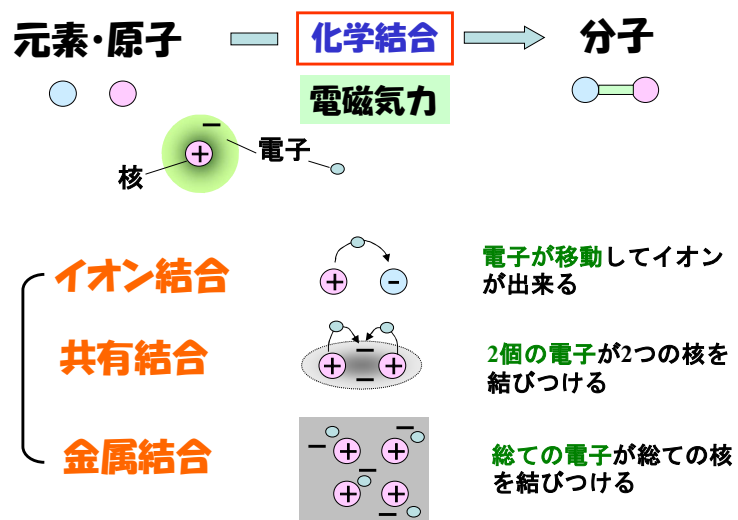 元素・原子
化学結合
分子
電磁気力
−
+
電子
核
イオン結合
+
-
電子が移動してイオン
が出来る
共有結合
−
+
+
−
2個の電子が2つの核を
結びつける
金属結合
−
−
+
+
−
+
+
−
総ての電子が総ての核
を結びつける